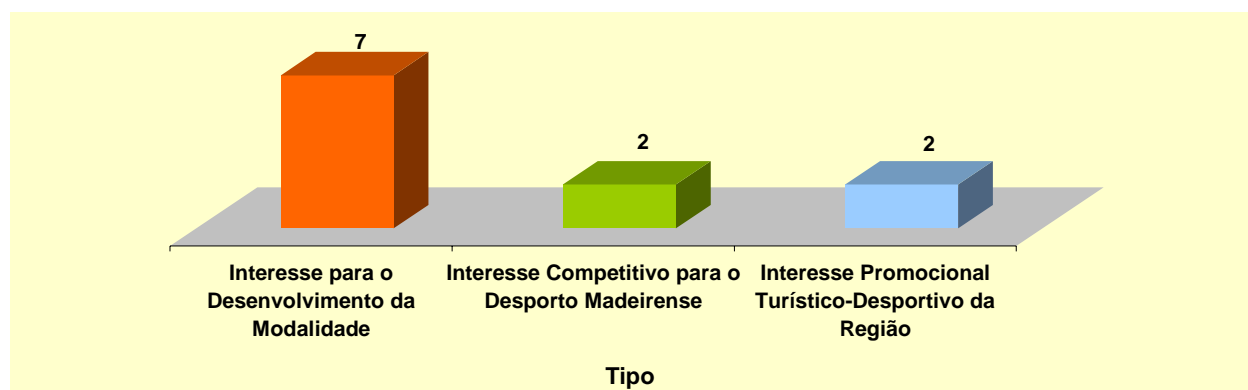 7
2
2
Interesse para o
Desenvolvimento da
Modalidade
Interesse Competitivo para o
Desporto Madeirense
Interesse Promocional
Turístico-Desportivo da
Região
Tipo